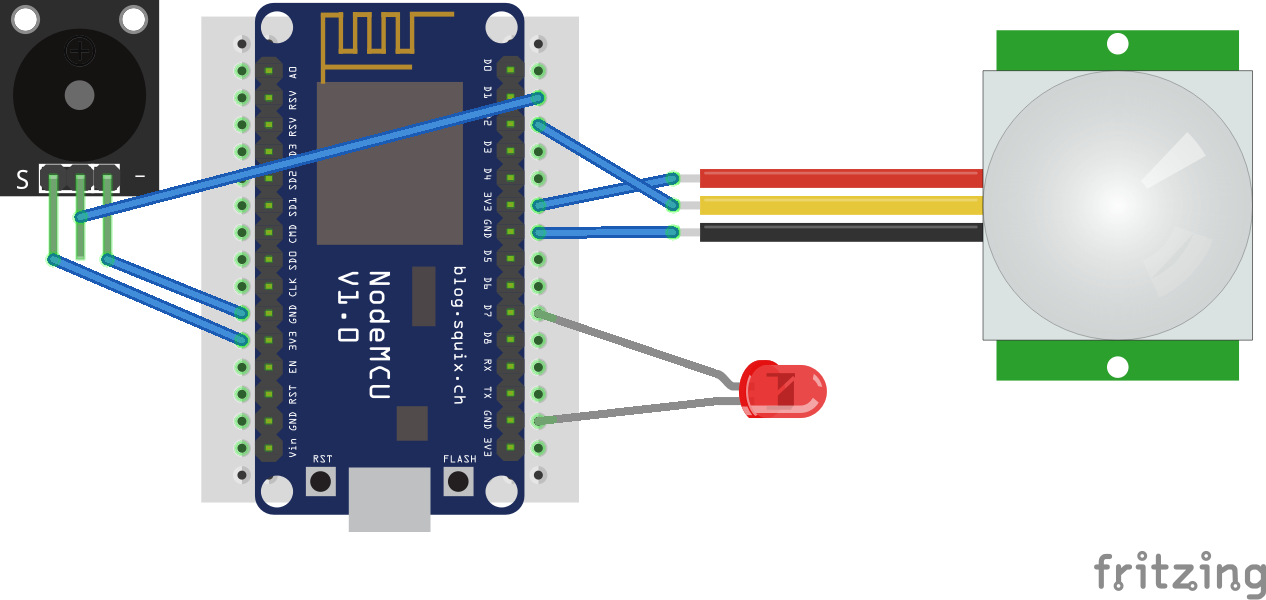 S
-
A0
RSV
RSV
SD3
SD2
SD1
CMD
SD0
CLK
GND
3V3
EN
RST
GND
Vin
D0
D1
D2
D3
D4
3V3
GND
D5
D6
D7
D8
RX
TX
GND
3V3
NodeMCU
V1.0
blog.squix.ch
RST
FLASH
fritzing